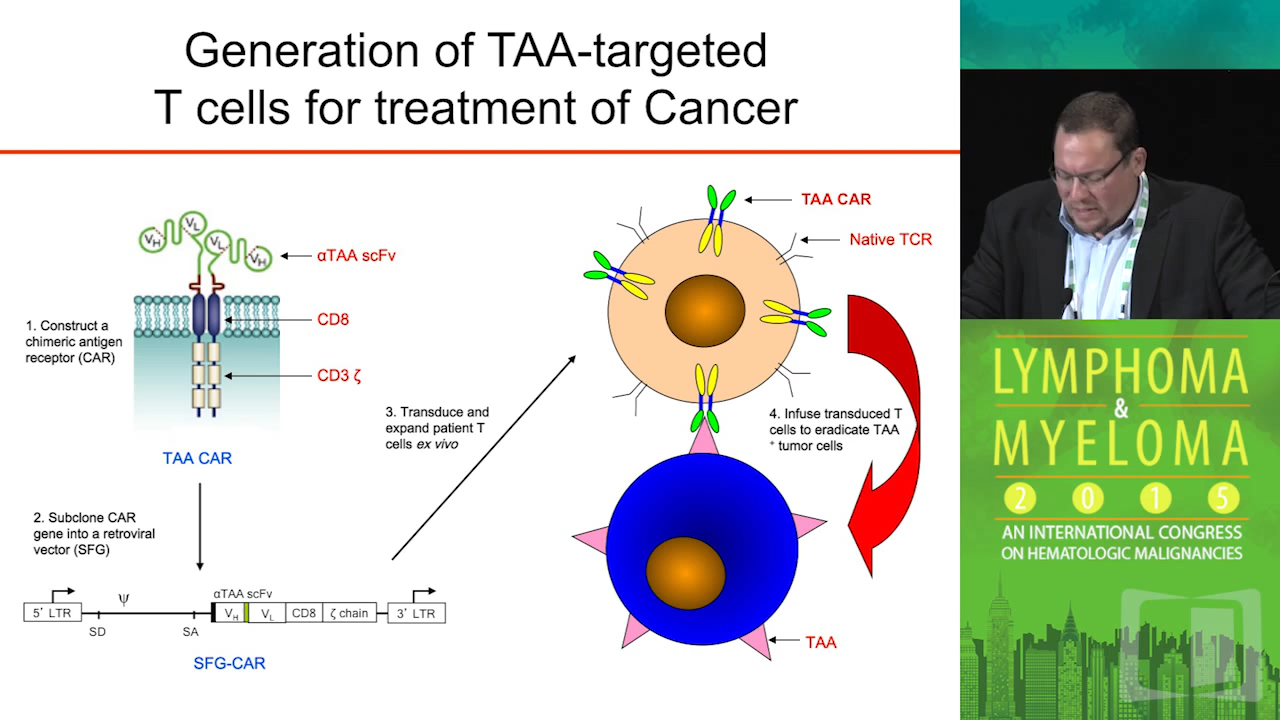 Generation of TAA-targeted
T cells for treatment of Cancer
1. Construct a
chimeric antigen
receptor (CAR)
VH
VL
VL
VH
αTAA scFv
CD8
CD3 ζ
TAA CAR
2. Subclone CAR
gene into a retroviral
vector (SFG)
αTAA scFv
5' LTR
ψ
SD
SA
VH
VL
CD8
ζ chain
3' LTR
SFG-CAR
3. Transduce and
expand patient T
cells ex vivo
TAA CAR
Native TCR
4. Infuse transduced T
cells to eradicate TAA
+ tumor cells
TAA
LYMPHOMA
&
MYELOMA
2 0 1 5
AN INTERNATIONAL CONGRESS
ON HEMATOLOGIC MALIGNANCIES